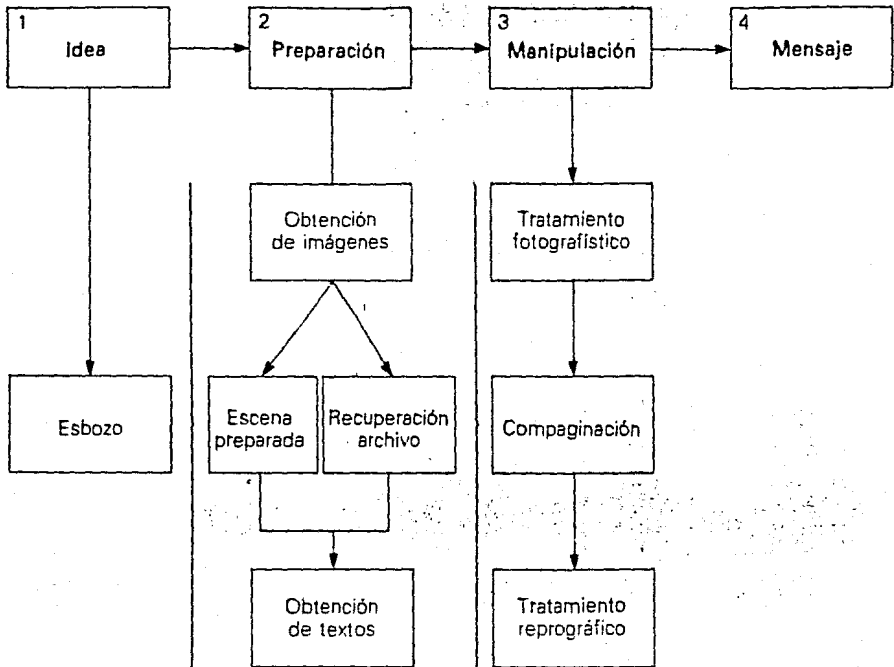 1
Idea
2
Preparación
3
Manipulación
4
Mensaje
Obtención
de imágenes
Tratamiento
fotografístico
Esbozo
Escena
preparada
Recuperación
archivo
Compaginación
Obtención
de textos
Tratamiento
reprográfico